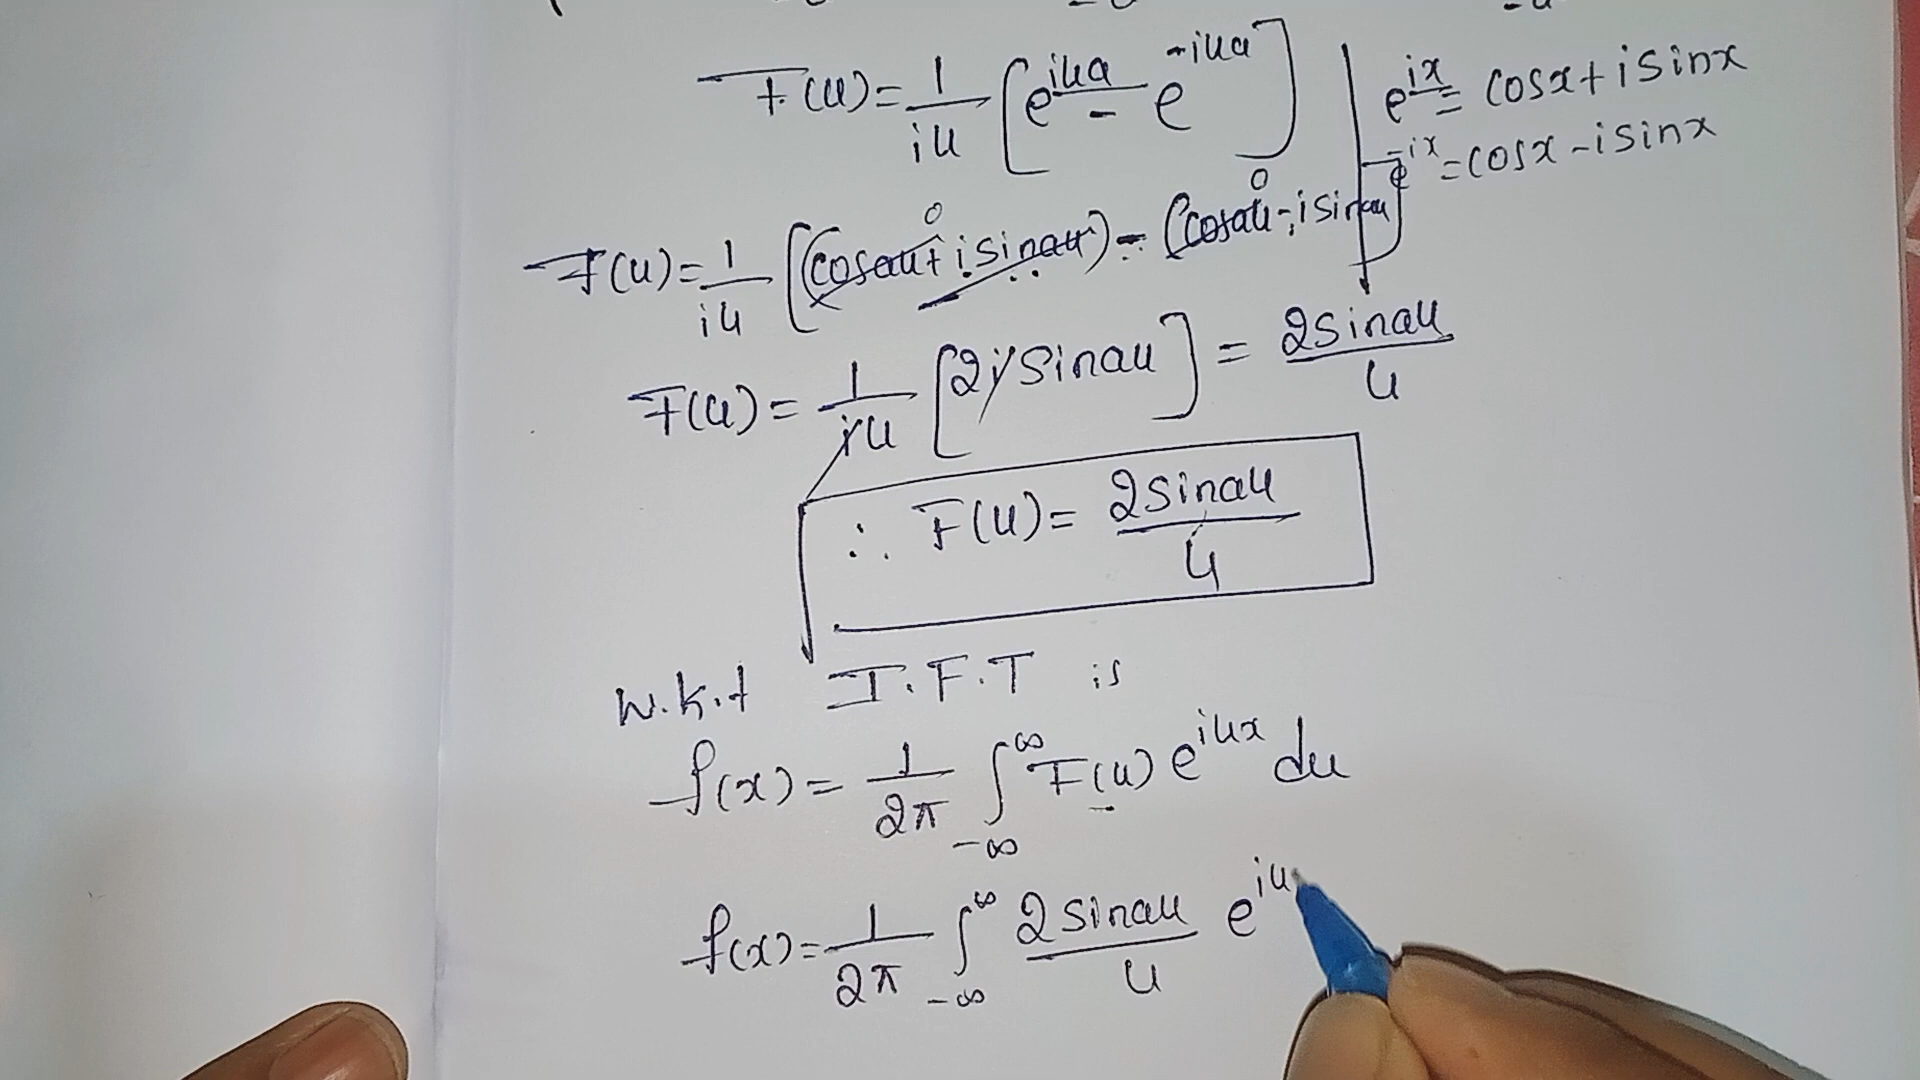 F(u) = 1/iu [e^iua - e^-iua]
e^ix = cosx + i sinx
e^-ix = cosx - i sinx
F(u) = 1/iu [(cosau + i sinau) - (cosau - i sinau)]
F(u) = 1/iu [2i sinau] = 2sinau/u
∴ F(u) = 2sinau/u
W.k.t I.F.T is
f(x) = 1/2π ∫_-∞^∞ F(u) e^iux du
f(x) = 1/2π ∫_-∞^∞ 2sinau/u e^iu